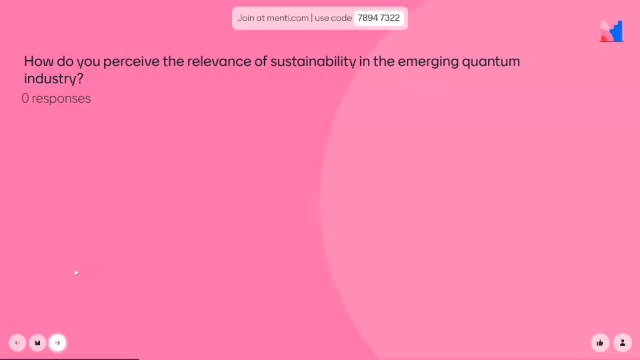 Join at menti.com | use code 7894 7322
How do you perceive the relevance of sustainability in the emerging quantum
industry?
0 responses